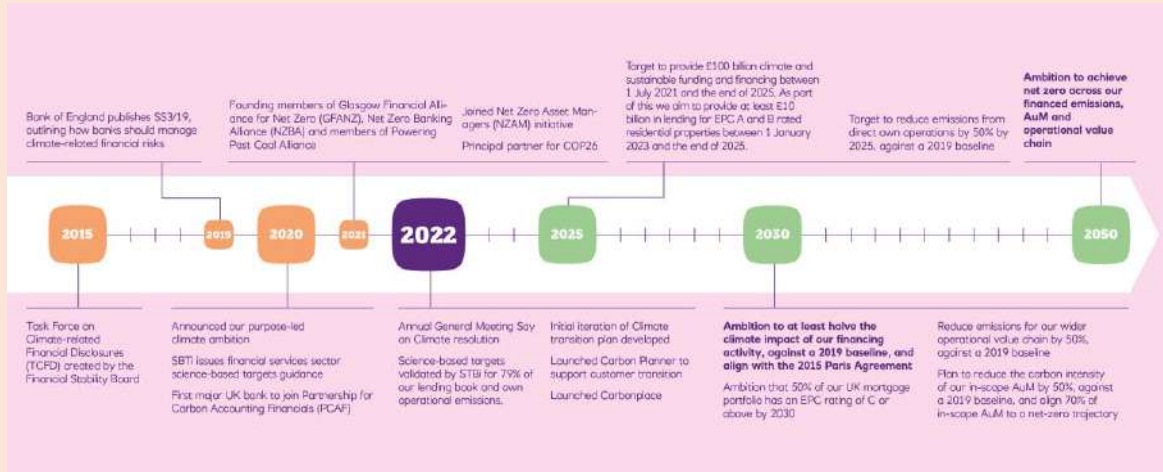 Bank of England publishes SS3/19,
outlining how banks should manage
climate-related financial risks
Founding members of Glasgow Financial Alli-
ance for Net Zero (GFANZ), Net Zero Banking
Alliance (NZBA) and members of Powering
Past Coal Alliance
Joined Net Zero Asset Man-
agers (NZAM) initiative
Principal partner for COP26
Target to provide £100 billion climate and
sustainable funding and financing between
1 July 2021 and the end of 2025. As part
of this we aim to provide at least £10
billion in lending for EPC A and B rated
residential properties between 1 January
2023 and the end of 2025.
Target to reduce emissions from
direct own operations by 50% by
2025, against a 2019 baseline
Ambition to achieve
net zero across our
financed emissions,
AuM and
operational value
chain
2015
2019
2020
2021
2022
2025
2030
2050
Task Force on
Climate-related
Financial Disclosures
(TCFD) created by the
Financial Stability Board
Announced our purpose-led
climate ambition
SBTi issues financial services sector
science-based targets guidance
First major UK bank to join Partnership for
Carbon Accounting Financials (PCAF)
Annual General Meeting Say
on Climate resolution
Science-based targets
validated by STBi for 79% of
our lending book and own
operational emissions.
Initial iteration of Climate
transition plan developed
Launched Carbon Planner to
support customer transition
Launched Carbonplace
Ambition to at least halve the
climate impact of our financing
activity, against a 2019 baseline, and
align with the 2015 Paris Agreement
Ambition that 50% of our UK mortgage
portfolio has an EPC rating of C or
above by 2030
Reduce emissions for our wider
operational value chain by 50%,
against a 2019 baseline
Plan to reduce the carbon intensity
of our in-scope AuM by 50%, against
a 2019 baseline, and align 70% of
in-scope AuM to a net-zero trajectory